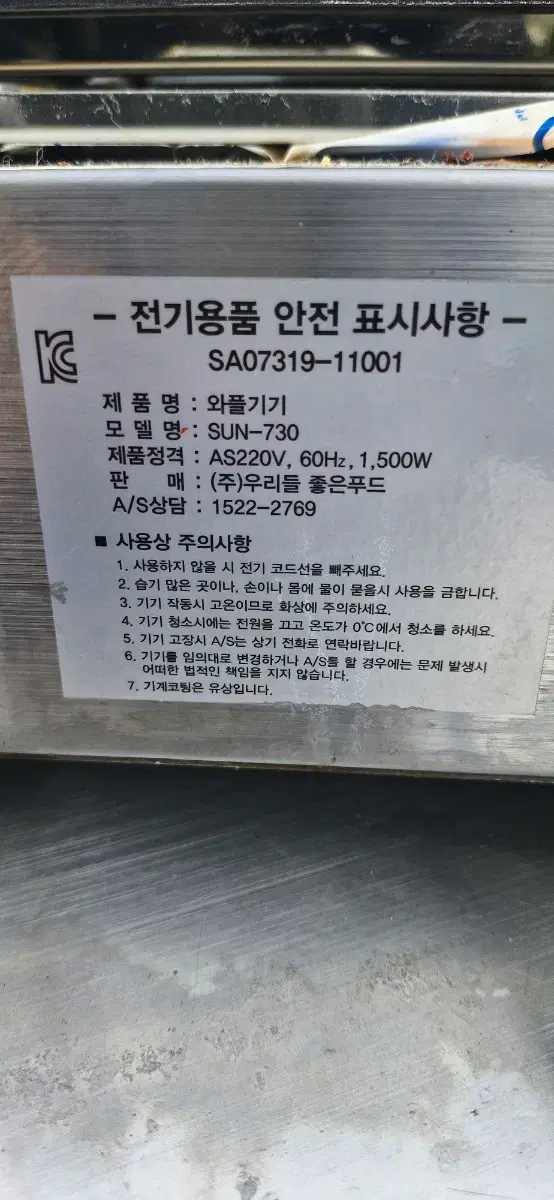 - 전기용품 안전 표시사항 -
SA07319-11001
제 품 명 : 와플기기
모 델 명 : SUN-730
제품정격 : AS220V, 60Hz, 1,500W
판 매 : (주)우리들 좋은푸드
A/S상담 : 1522-2769
■ 사용상 주의사항
1. 사용하지 않을 시 전기 코드선을 빼주세요.
2. 습기 많은 곳이나, 손이나 몸에 물이 묻을시 사용을 금합니다.
3. 기기 작동시 고온이므로 화상에 주의하세요.
4. 기기 청소시에는 전원을 끄고 온도가 0℃에서 청소를 하세요.
5. 기기 고장시 A/S는 상기 전화로 연락바랍니다.
6. 기기를 임의대로 변경하거나 A/S를 할 경우에는 문제 발생시
어떠한 법적인 책임을 지지 않습니다.
7. 기계코팅은 유상입니다.